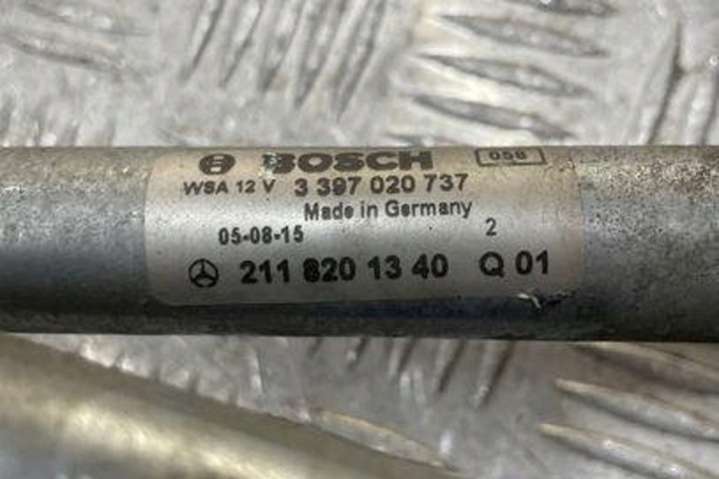 BOSCH 056
WSA 12 V 3 397 020 737
Made in Germany
05-08-15 2
211 820 13 40 Q 01